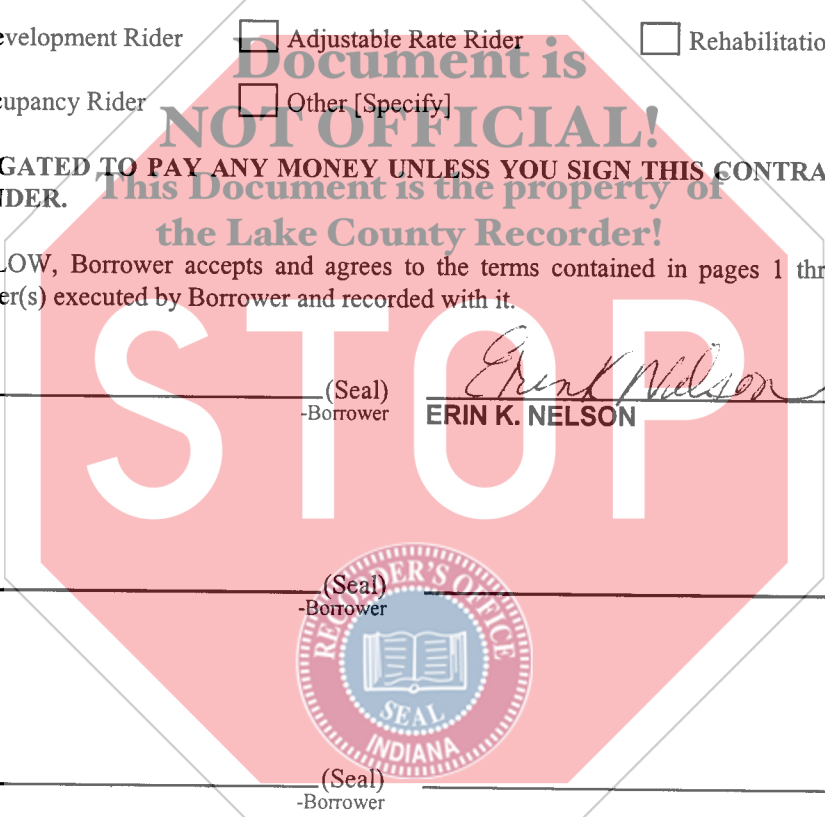 evelopment Rider Adjustable Rate Rider Rehabilitatio
Document is
cupancy Rider Other [Specify]
NOT OFFICIAL!
GATED TO PAY ANY MONEY UNLESS YOU SIGN THIS CONTRA
This Document is the property of
DER.
the Lake County Recorder!
LOW, Borrower accepts and agrees to the terms contained in pages 1 thr
er(s) executed by Borrower and recorded with it.
STOP
Erin K Nelson
(Seal)
-Borrower ERIN K. NELSON
(Seal)
-Borrower
RECORDER'S OFFICE
SEAL
INDIANA
(Seal)
-Borrower